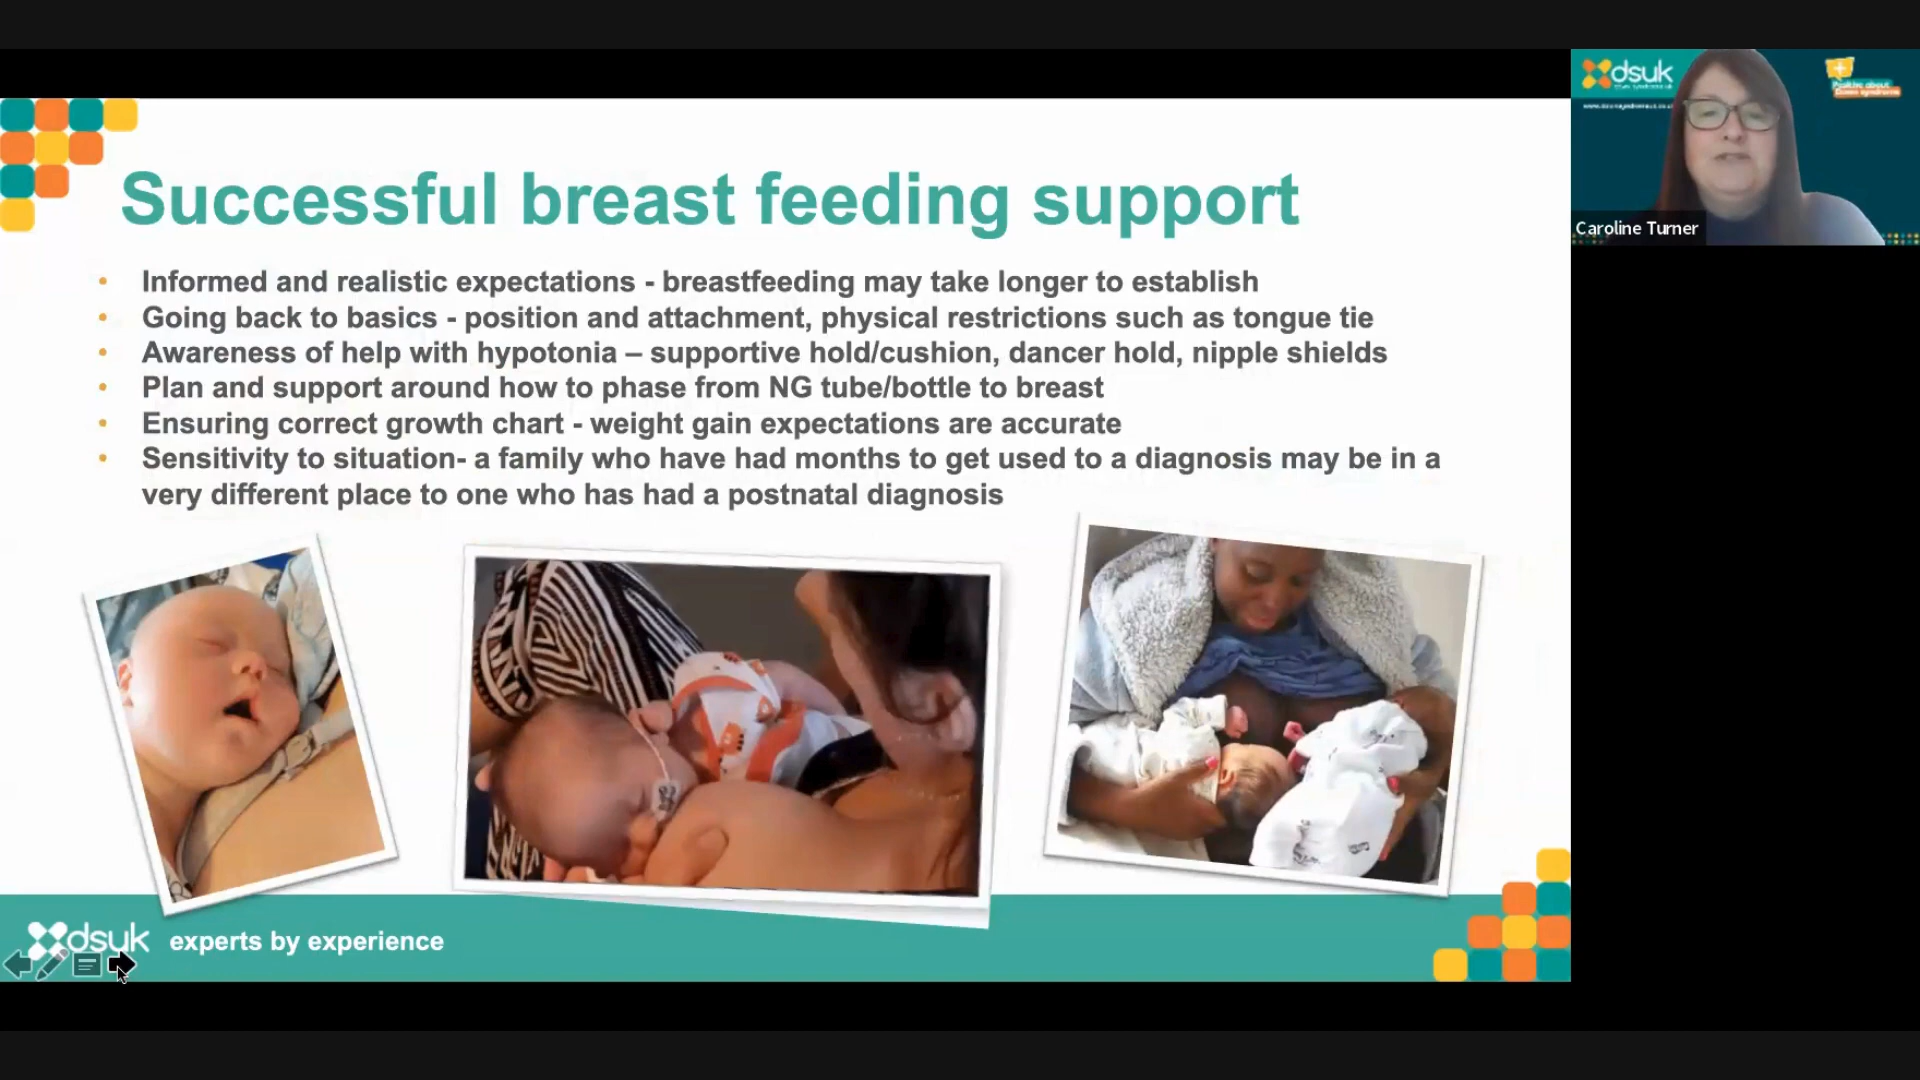 Successful breast feeding support
• Informed and realistic expectations - breastfeeding may take longer to establish
• Going back to basics - position and attachment, physical restrictions such as tongue tie
• Awareness of help with hypotonia – supportive hold/cushion, dancer hold, nipple shields
• Plan and support around how to phase from NG tube/bottle to breast
• Ensuring correct growth chart - weight gain expectations are accurate
• Sensitivity to situation- a family who have had months to get used to a diagnosis may be in a
very different place to one who has had a postnatal diagnosis
dsuk experts by experience
dsuk
Positive about
Down syndrome
Caroline Turner